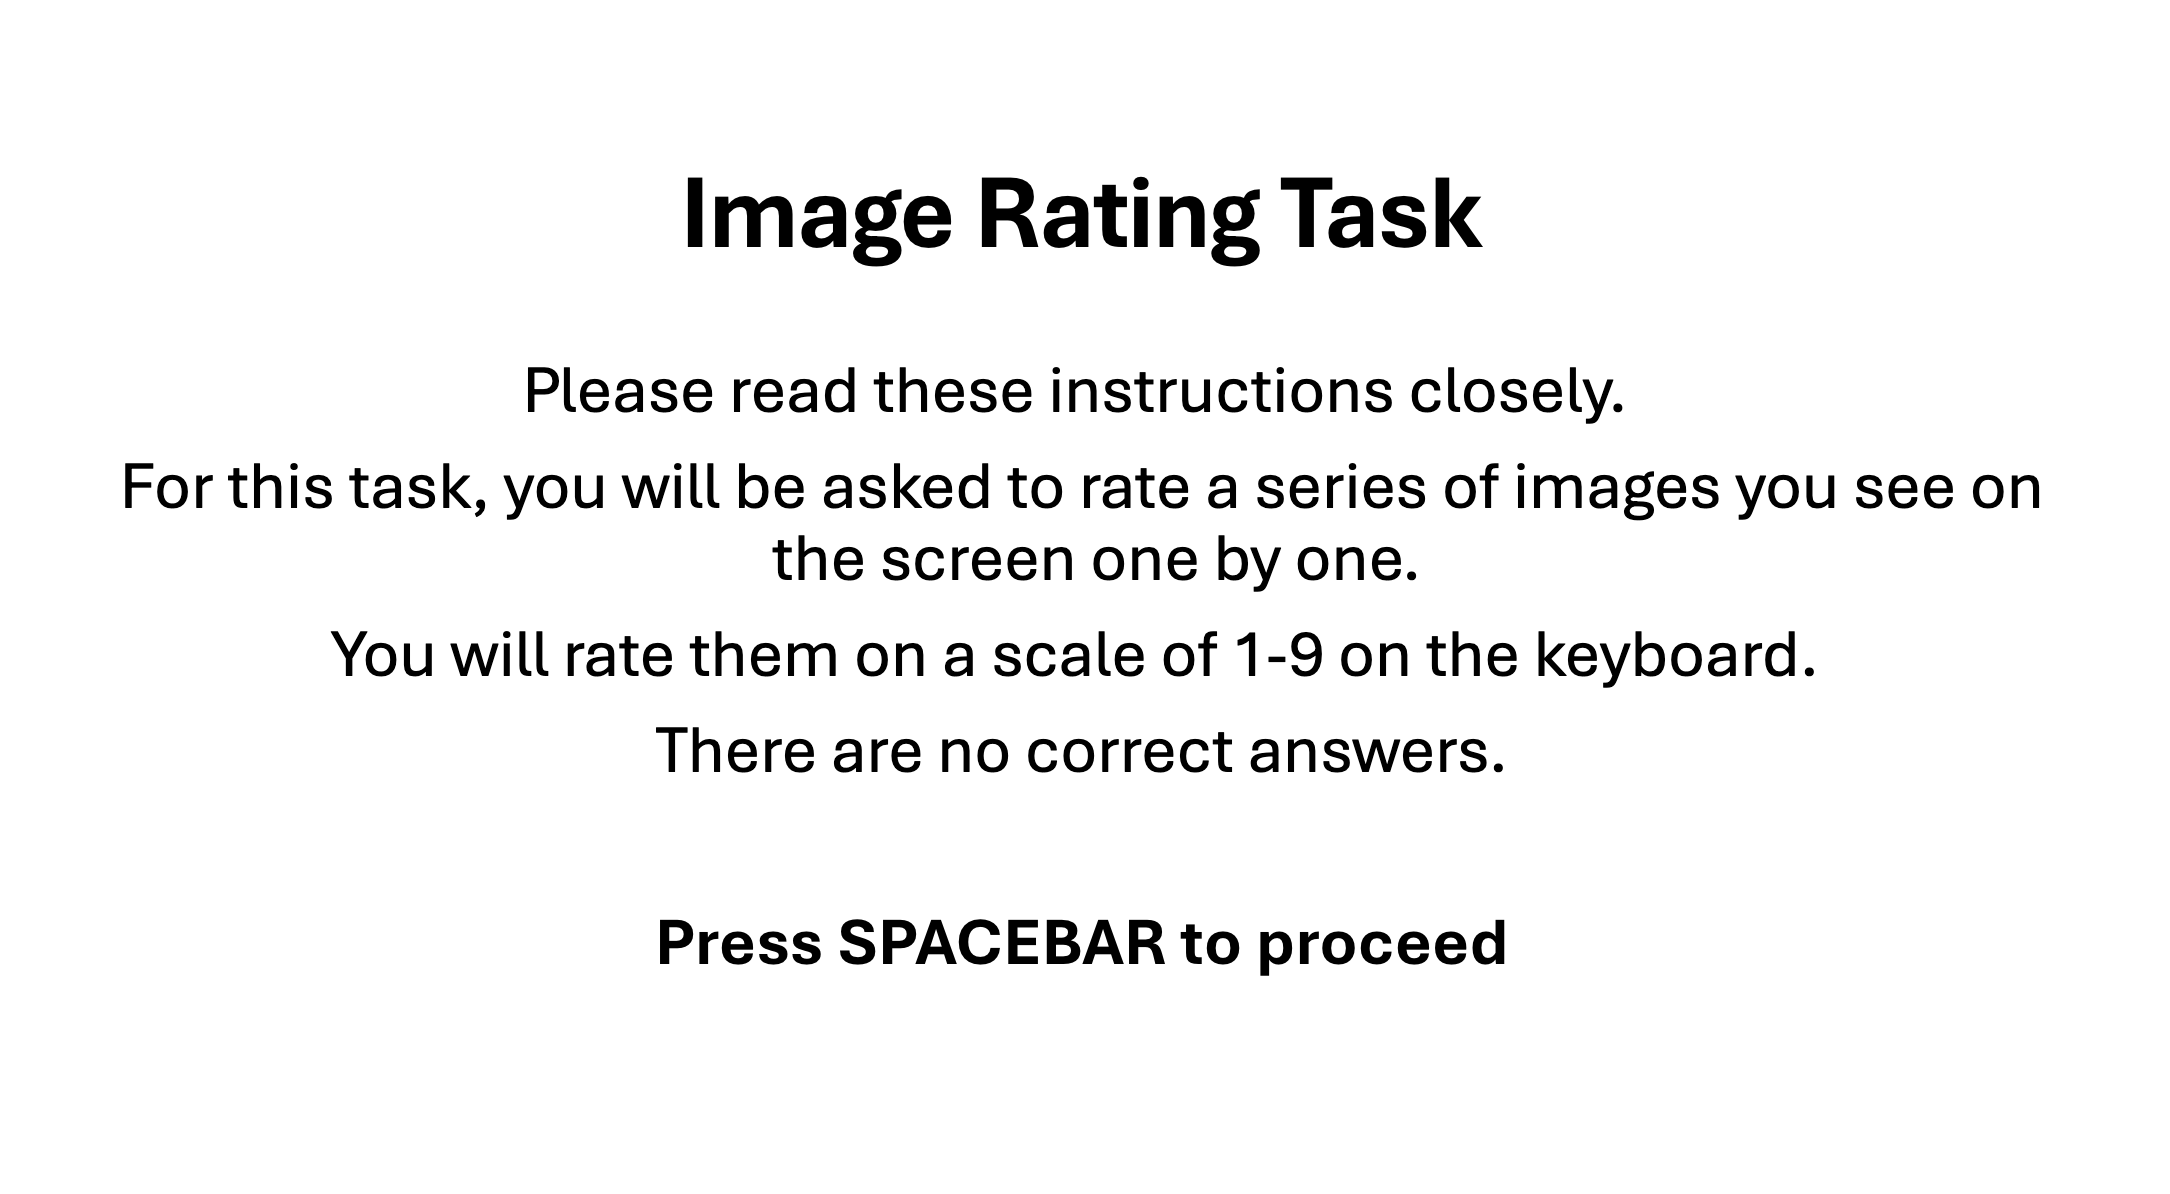 Image Rating Task
Please read these instructions closely.
For this task, you will be asked to rate a series of images you see on
the screen one by one.
You will rate them on a scale of 1-9 on the keyboard.
There are no correct answers.
Press SPACEBAR to proceed